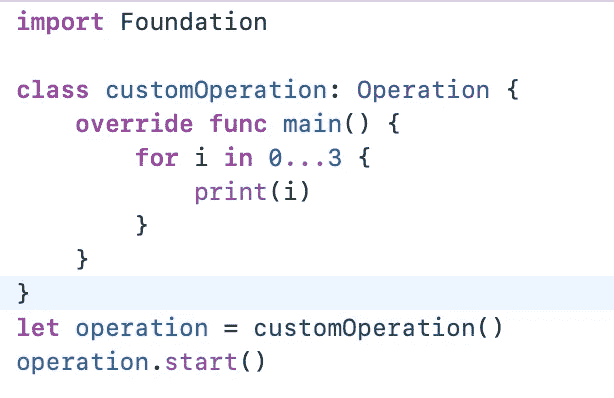 import Foundation
class customOperation: Operation {
override func main() {
for i in 0...3 {
print(i)
}
}
}
let operation = customOperation()
operation.start()